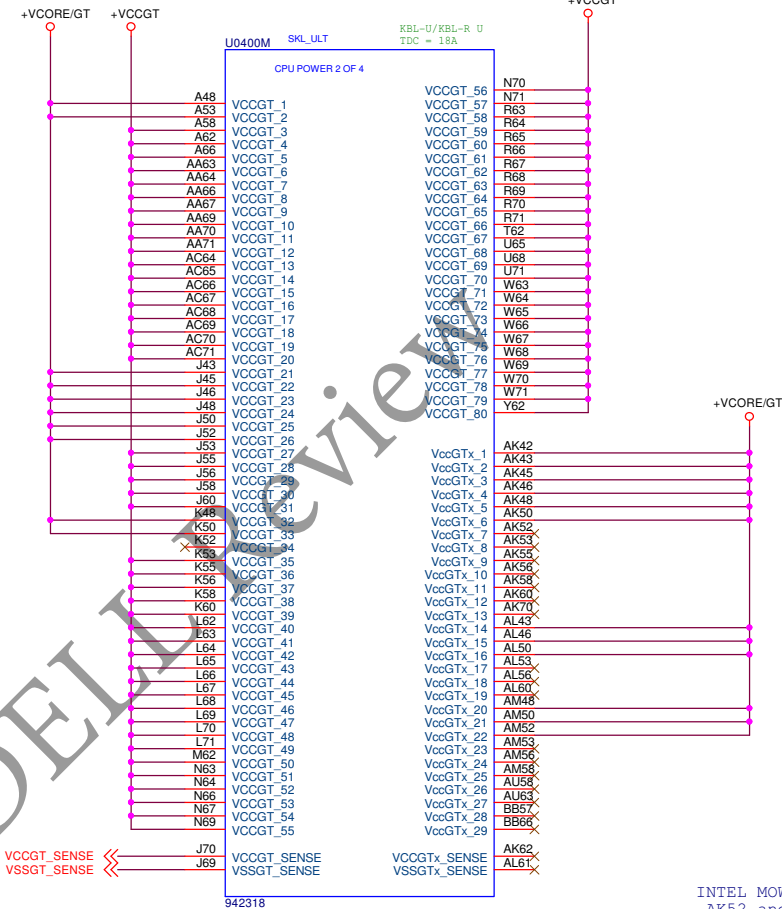 +VCORE/GT
+VCCGT
+VCCGT
U0400M
SKL_ULT
KBL-U/KBL-R U
TDC = 18A
CPU POWER 2 OF 4
A48 VCCGT_1
A53 VCCGT_2
A58 VCCGT_3
A62 VCCGT_4
A66 VCCGT_5
AA63 VCCGT_6
AA64 VCCGT_7
AA66 VCCGT_8
AA67 VCCGT_9
AA69 VCCGT_10
AA70 VCCGT_11
AA71 VCCGT_12
AC64 VCCGT_13
AC65 VCCGT_14
AC66 VCCGT_15
AC67 VCCGT_16
AC68 VCCGT_17
AC69 VCCGT_18
AC70 VCCGT_19
AC71 VCCGT_20
J43 VCCGT_21
J45 VCCGT_22
J46 VCCGT_23
J48 VCCGT_24
J50 VCCGT_25
J52 VCCGT_26
J53 VCCGT_27
J55 VCCGT_28
J56 VCCGT_29
J58 VCCGT_30
J60 VCCGT_31
K48 VCCGT_32
K50 VCCGT_33
K52 VCCGT_34
K53 VCCGT_35
K55 VCCGT_36
K56 VCCGT_37
K58 VCCGT_38
K60 VCCGT_39
L62 VCCGT_40
L63 VCCGT_41
L64 VCCGT_42
L65 VCCGT_43
L66 VCCGT_44
L67 VCCGT_45
L68 VCCGT_46
L69 VCCGT_47
L70 VCCGT_48
L71 VCCGT_49
M62 VCCGT_50
N63 VCCGT_51
N64 VCCGT_52
N66 VCCGT_53
N67 VCCGT_54
N69 VCCGT_55
VCCGT_SENSE J70 VCCGT_SENSE
VSSGT_SENSE J69 VSSGT_SENSE
VCCGT_56 N70
VCCGT_57 N71
VCCGT_58 R63
VCCGT_59 R64
VCCGT_60 R65
VCCGT_61 R66
VCCGT_62 R67
VCCGT_63 R68
VCCGT_64 R69
VCCGT_65 R70
VCCGT_66 R71
VCCGT_67 T62
VCCGT_68 U65
VCCGT_69 U68
VCCGT_70 U71
VCCGT_71 W63
VCCGT_72 W64
VCCGT_73 W65
VCCGT_74 W66
VCCGT_75 W67
VCCGT_76 W68
VCCGT_77 W69
VCCGT_78 W70
VCCGT_79 W71
VCCGT_80 Y62
+VCORE/GT
VccGTx_1 AK42
VccGTx_2 AK43
VccGTx_3 AK45
VccGTx_4 AK46
VccGTx_5 AK48
VccGTx_6 AK50
VccGTx_7 AK52
VccGTx_8 AK53
VccGTx_9 AK55
VccGTx_10 AK56
VccGTx_11 AK58
VccGTx_12 AK60
VccGTx_13 AK70
VccGTx_14 AL43
VccGTx_15 AL46
VccGTx_16 AL50
VccGTx_17 AL53
VccGTx_18 AL56
VccGTx_19 AL60
VccGTx_20 AM48
VccGTx_21 AM50
VccGTx_22 AM52
VccGTx_23 AM53
VccGTx_24 AM56
VccGTx_25 AM58
VccGTx_26 AU58
VccGTx_27 AU63
VccGTx_28 BB57
VccGTx_29 BB66
VCCGTx_SENSE AK62
VSSGTx_SENSE AL61
942318
DELL Review
INTEL MOW
AK52 and